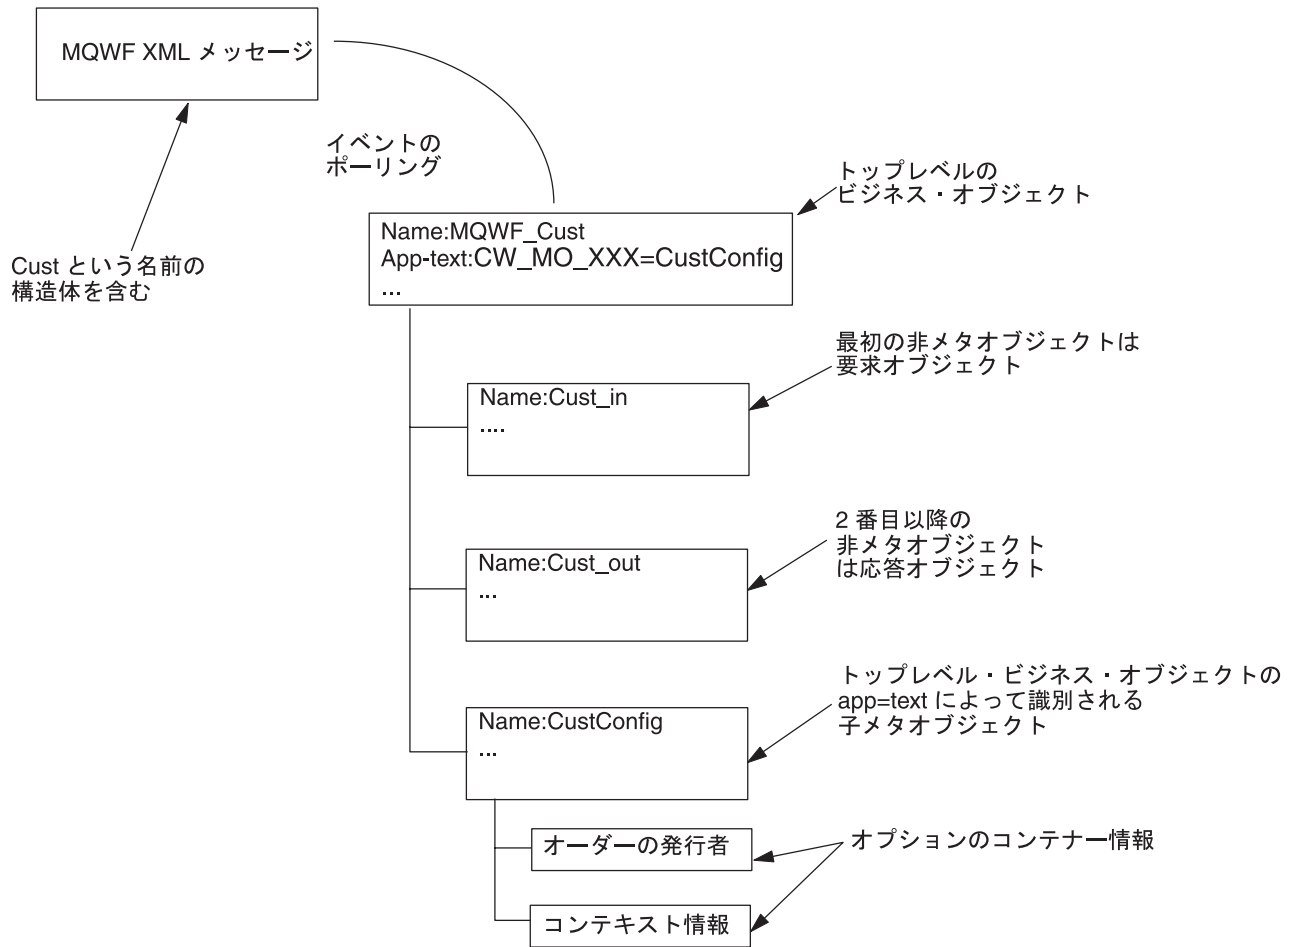 MQWF XML メッセージ
イベントの
ポーリング
トップレベルの
ビジネス・オブジェクト
Name:MQWF_Cust
App-text:CW_MO_XXX=CustConfig
...
Cust という名前の
構造体を含む
最初の非メタオブジェクトは
要求オブジェクト
Name:Cust_in
....
2 番目以降の
非メタオブジェクト
は応答オブジェクト
Name:Cust_out
...
トップレベル・ビジネス・オブジェクトの
app=text によって識別される
子メタオブジェクト
Name:CustConfig
...
オーダーの発行者
オプションのコンテナー情報
コンテキスト情報